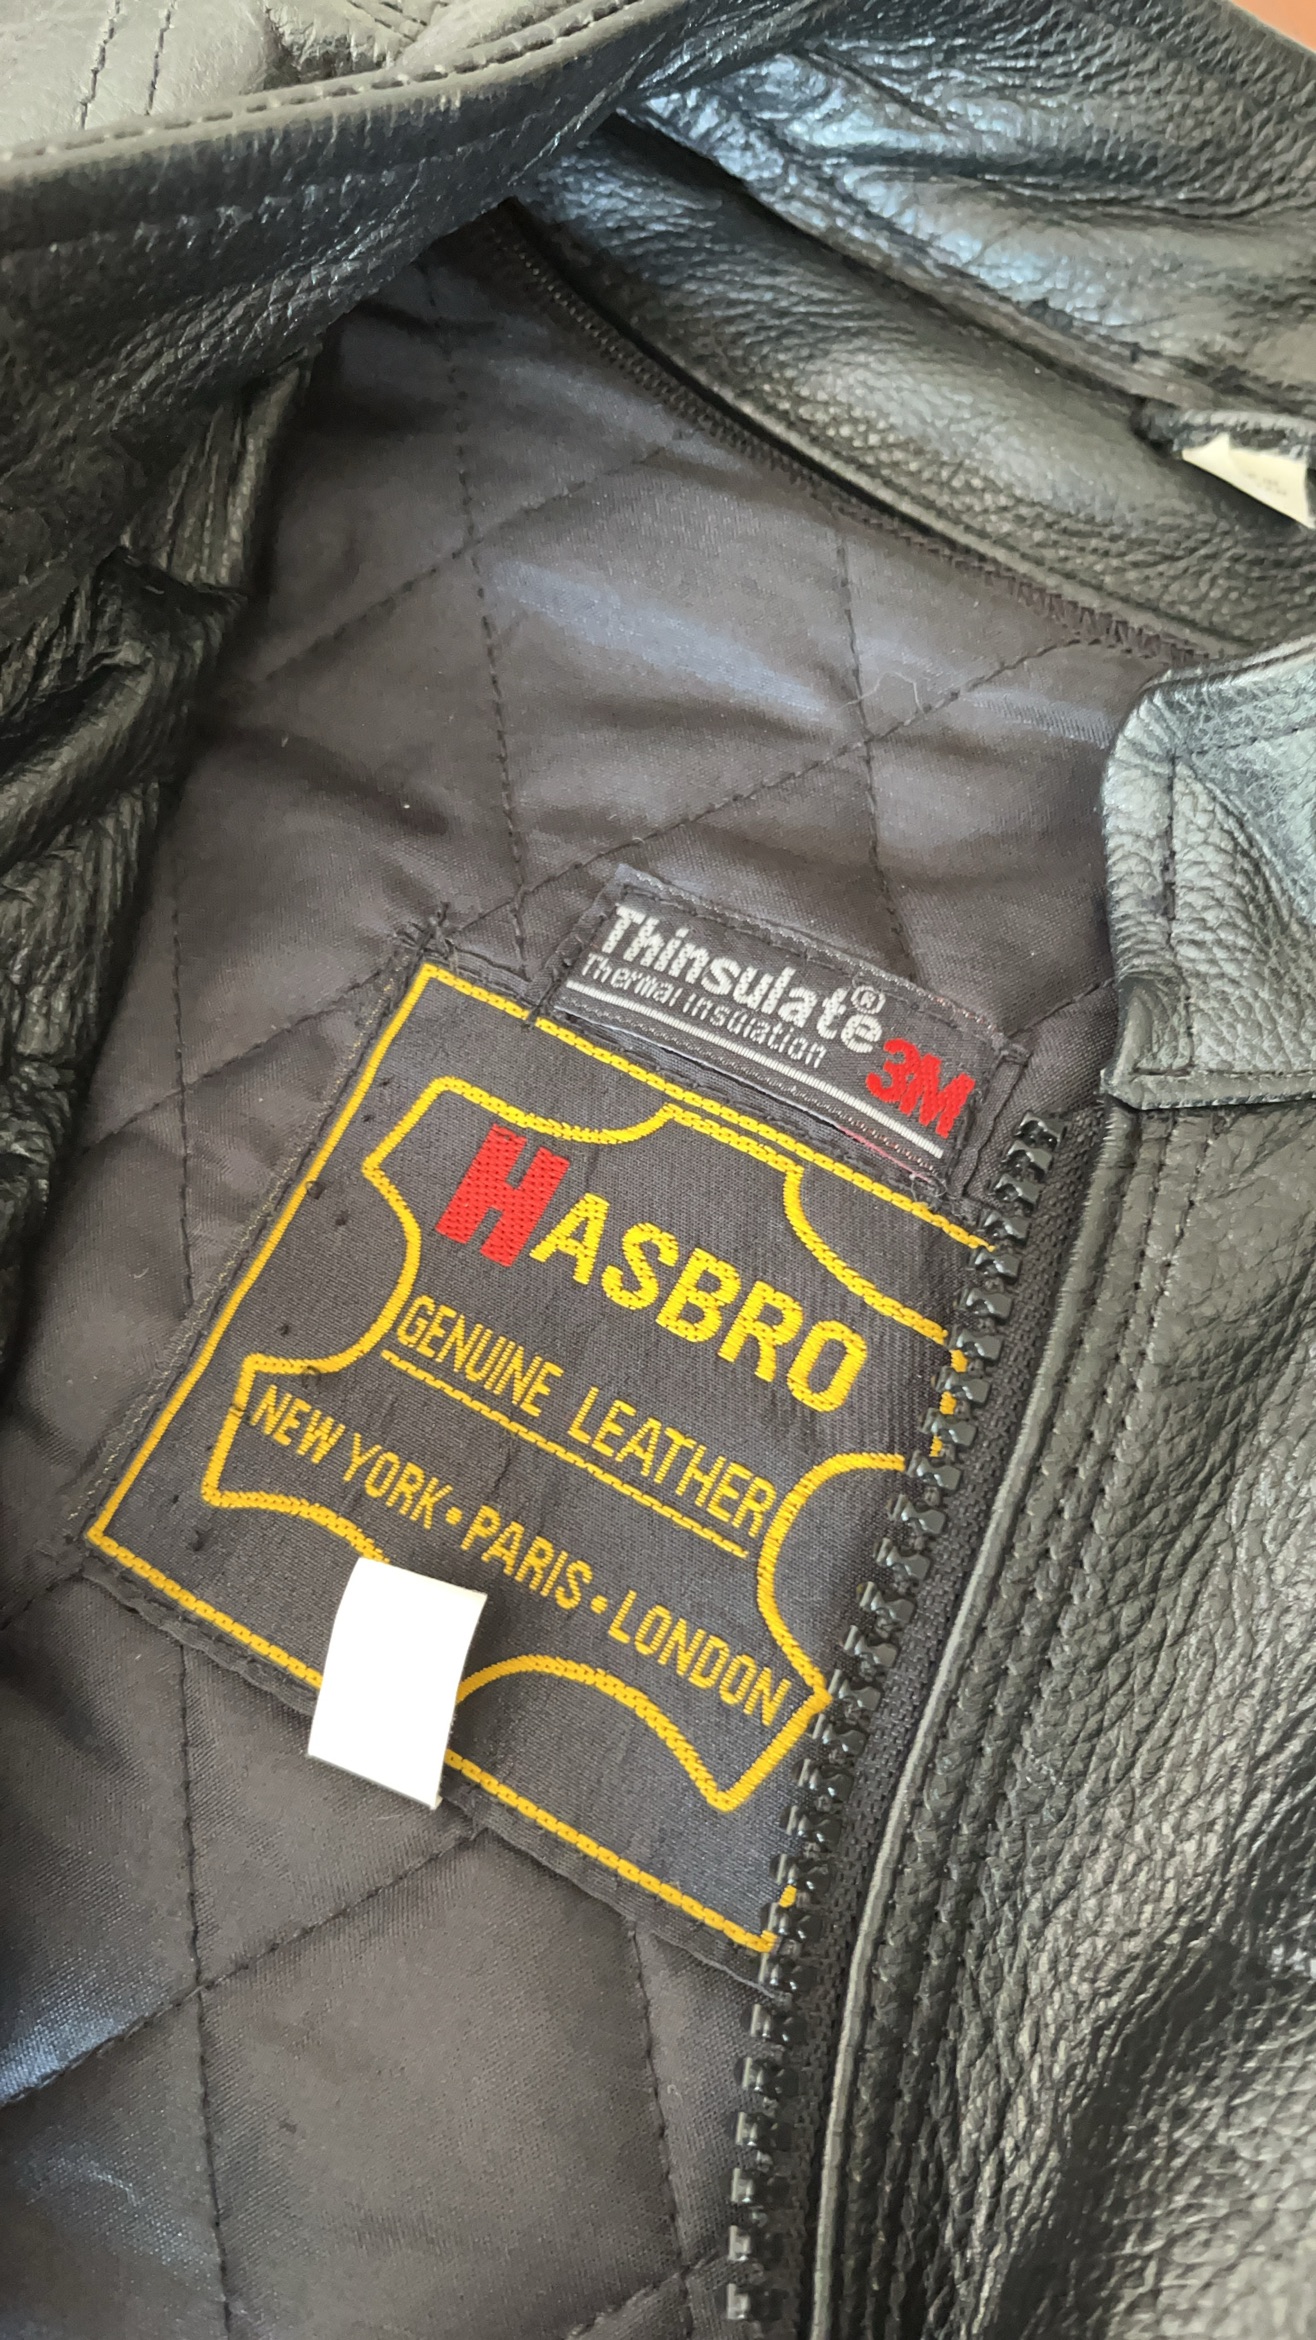 Thinsulate®
Thermal Insulation 3M
HASBRO
GENUINE LEATHER
NEW YORK • PARIS • LONDON